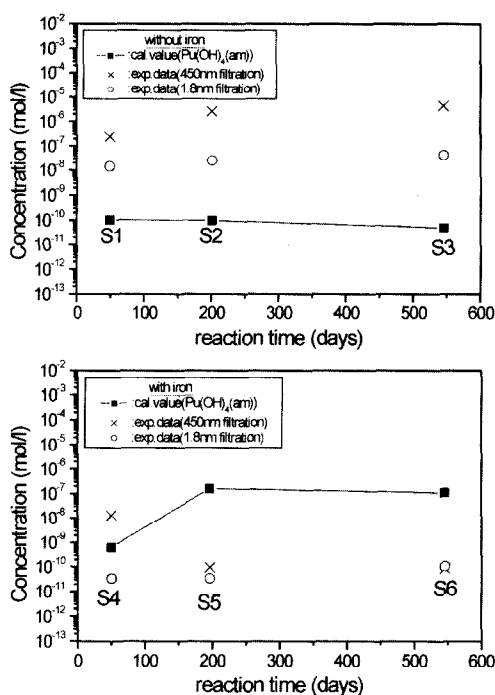 10⁻²
10⁻³
10⁻⁴
10⁻⁵
10⁻⁶
10⁻⁷
10⁻⁸
10⁻⁹
10⁻¹⁰
10⁻¹¹
10⁻¹²
10⁻¹³
Concentration (mol/l)
without iron
cal.value(Pu(OH)₄(am))
exp.data(450nm filtration)
exp.data(1.8nm filtration)
S1
S2
S3
0 100 200 300 400 500 600
reaction time (days)
10⁻²
10⁻³
10⁻⁴
10⁻⁵
10⁻⁶
10⁻⁷
10⁻⁸
10⁻⁹
10⁻¹⁰
10⁻¹¹
10⁻¹²
10⁻¹³
Concentration (mol/l)
with iron
:cal.value(Pu(OH)₄(am))
:exp.data(450nm filtration)
:exp.data(1.8nm filtration)
S4
S5
S6
0 100 200 300 400 500 600
reaction time (days)